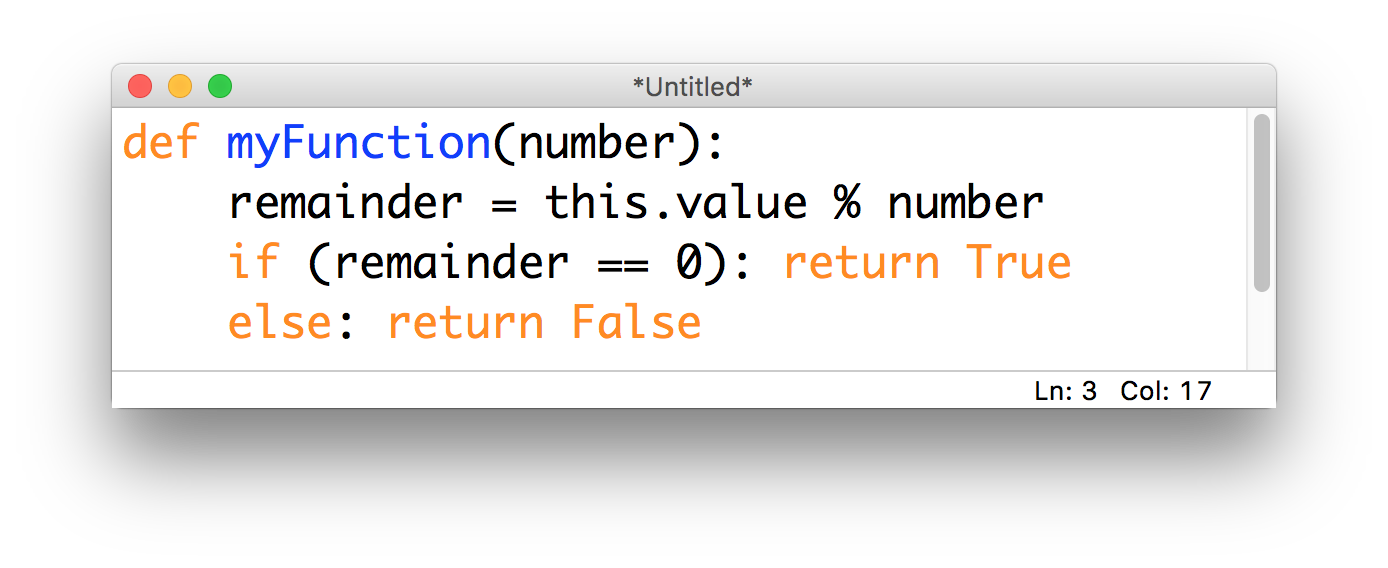 *Untitled*
def myFunction(number):
    remainder = this.value % number
    if (remainder == 0): return True
    else: return False
Ln: 3 Col: 17